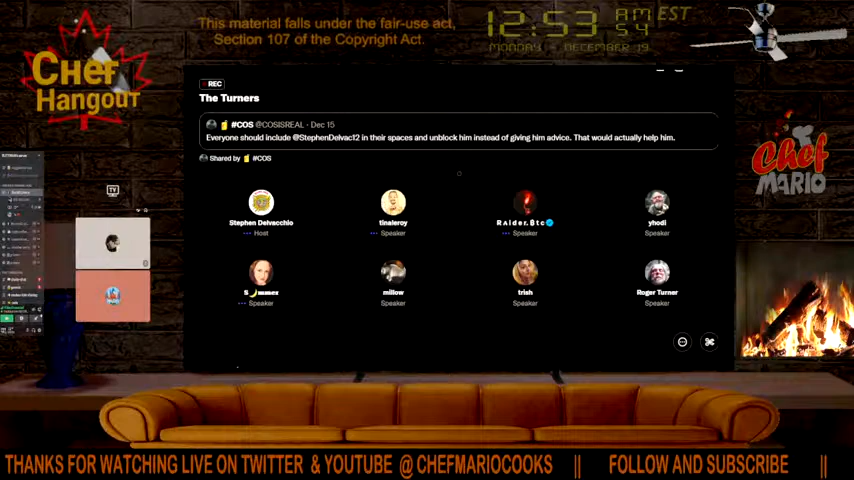 This material falls under the fair-use act,
Section 107 of the Copyright Act.
12:53 AM 54 EST
MONDAY - DECEMBER 19
CHeF
HangouT
REC
The Turners
#COS @COSISREAL · Dec 15
Everyone should include @StephenDelvac12 in their spaces and unblock him instead of giving him advice. That would actually help him.
Shared by #COS
Stephen Delvacchio
Host
tinaleroy
Speaker
RAider.Btc
Speaker
yhodi
Speaker
Speaker
millow
Speaker
trish
Speaker
Roger Turner
Speaker
TV
Chef
MARIO
THANKS FOR WATCHING LIVE ON TWITTER & YOUTUBE @ CHEFMARIOCOOKS || FOLLOW AND SUBSCRIBE ||